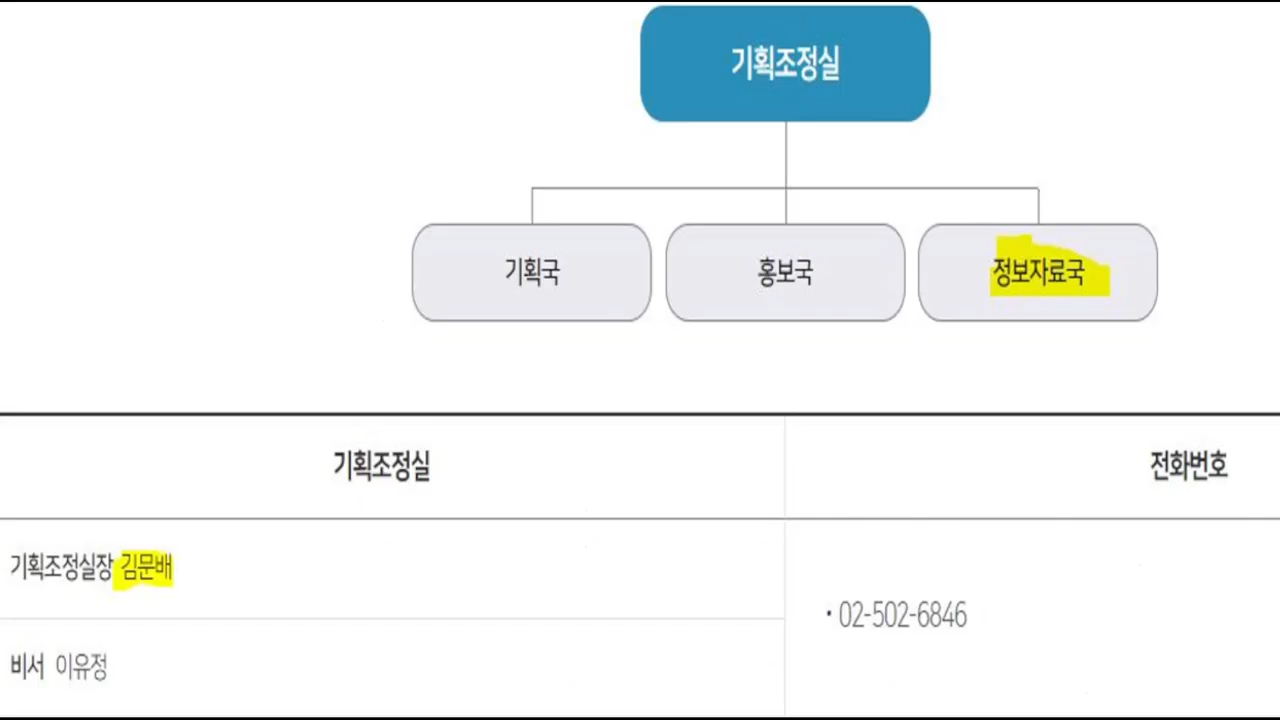 기획조정실
기획국 홍보국 정보자료국
기획조정실 전화번호
기획조정실장 김문배
• 02-502-6846
비서 이유정